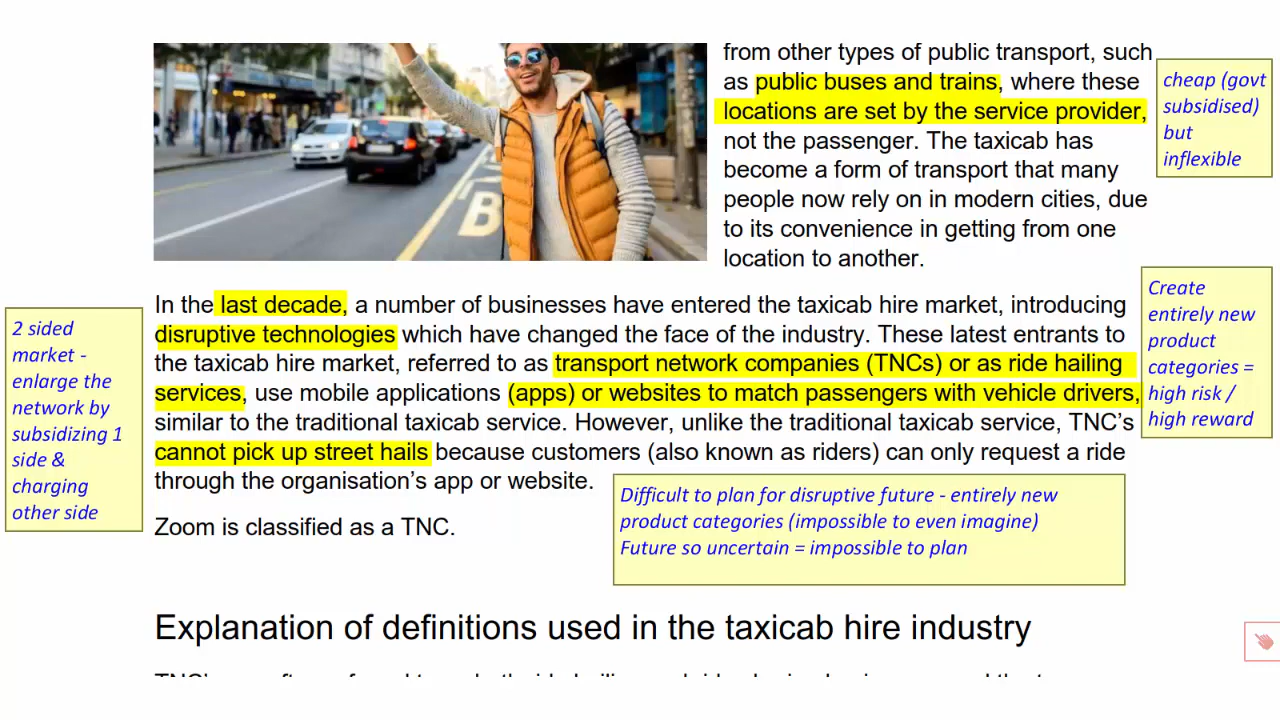 from other types of public transport, such
as public buses and trains, where these
locations are set by the service provider,
not the passenger. The taxicab has
become a form of transport that many
people now rely on in modern cities, due
to its convenience in getting from one
location to another.
cheap (govt
subsidised)
but
inflexible
In the last decade, a number of businesses have entered the taxicab hire market, introducing
disruptive technologies which have changed the face of the industry. These latest entrants to
the taxicab hire market, referred to as transport network companies (TNCs) or as ride hailing
services, use mobile applications (apps) or websites to match passengers with vehicle drivers,
similar to the traditional taxicab service. However, unlike the traditional taxicab service, TNC's
cannot pick up street hails because customers (also known as riders) can only request a ride
through the organisation's app or website.
Zoom is classified as a TNC.
2 sided
market -
enlarge the
network by
subsidizing 1
side &
charging
other side
Create
entirely new
product
categories =
high risk /
high reward
Difficult to plan for disruptive future - entirely new
product categories (impossible to even imagine)
Future so uncertain = impossible to plan
Explanation of definitions used in the taxicab hire industry